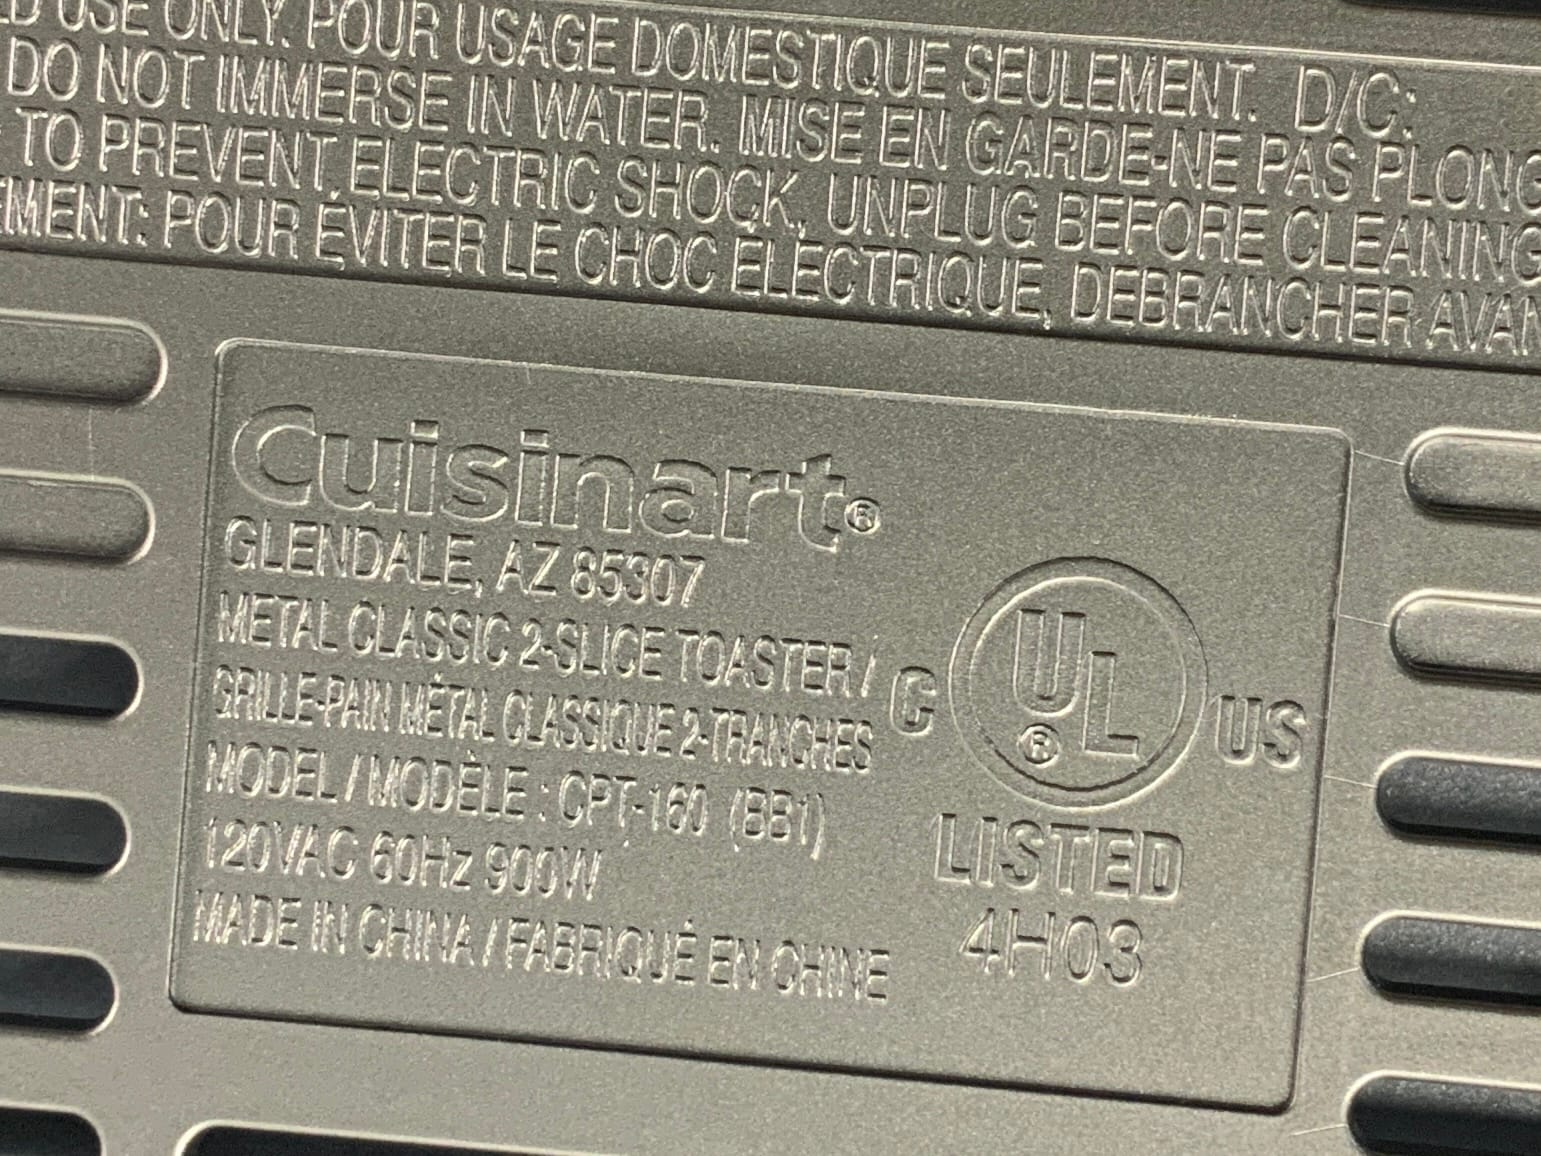 USE ONLY. POUR USAGE DOMESTIQUE SEULEMENT. D/C:
DO NOT IMMERSE IN WATER. MISE EN GARDE-NE PAS PLONG
TO PREVENT ELECTRIC SHOCK, UNPLUG BEFORE CLEANING
MENT: POUR ÉVITER LE CHOC ELECTRIQUE, DEBRANCHER AVAN
Cuisinart®
GLENDALE, AZ 85307
METAL CLASSIC 2-SLICE TOASTER /
GRILLE-PAIN MÉTAL CLASSIQUE 2-TRANCHES
MODEL / MODÈLE : CPT-160 (BB1)
120VAC 60Hz 900W
MADE IN CHINA / FABRIQUÉ EN CHINE
C UL® US
LISTED
4H03